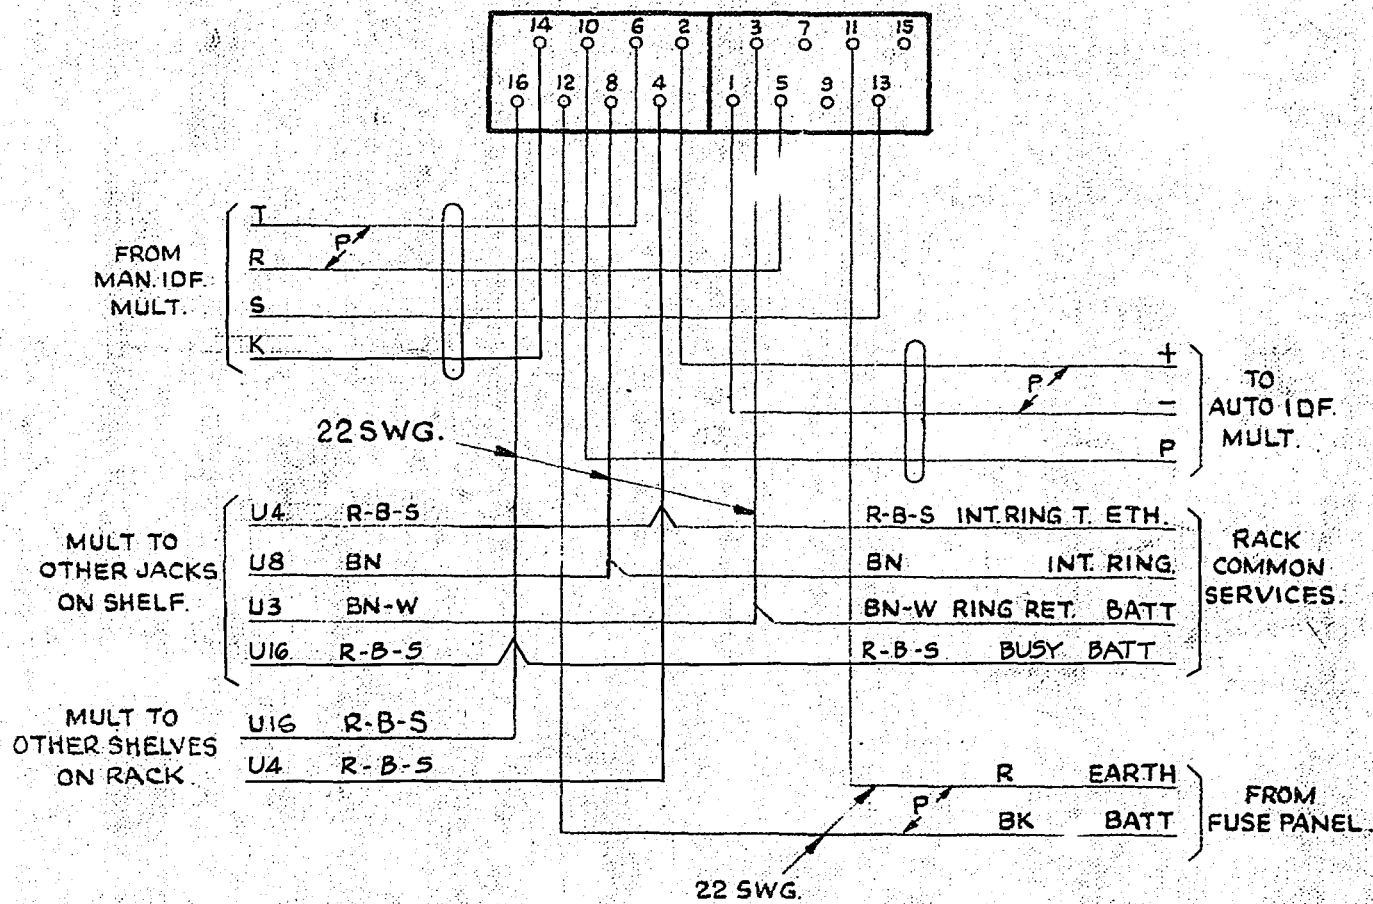 14 10 6 2 3 7 11 15
16 12 8 4 1 5 9 13
FROM
MAN. IDF.
MULT.
T
P
R
S
K
+
P
−
P
TO
AUTO IDF.
MULT.
22 SWG.
MULT TO
OTHER JACKS
ON SHELF.
U4 R-B-S
U8 BN
U3 BN-W
U16 R-B-S
R-B-S INT. RING T. ETH.
BN INT. RING.
BN-W RING RET. BATT
R-B-S BUSY BATT
RACK
COMMON
SERVICES.
MULT TO
OTHER SHELVES
ON RACK.
U16 R-B-S
U4 R-B-S
R EARTH
P
BK BATT
FROM
FUSE PANEL.
22 SWG.